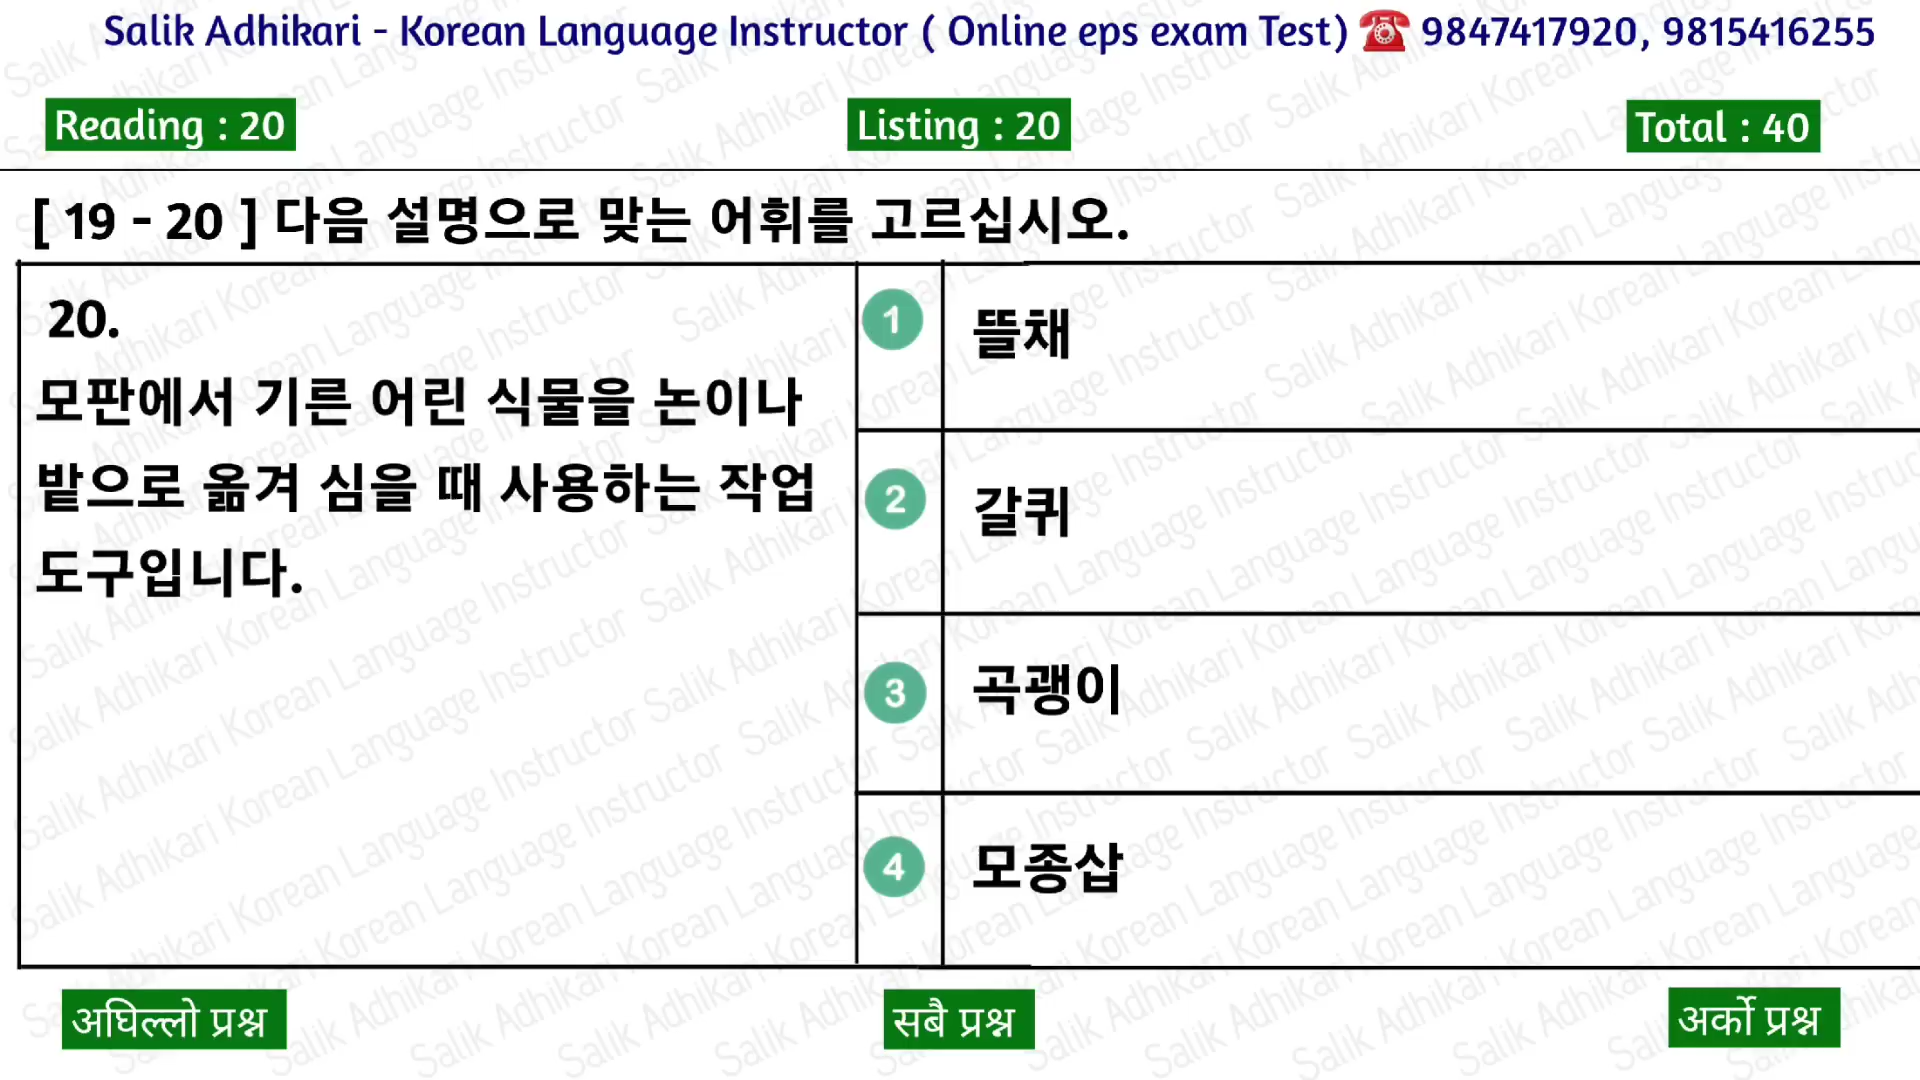 Salik Adhikari - Korean Language Instructor ( Online eps exam Test) ☎️ 9847417920, 9815416255
Reading : 20
Listing : 20
Total : 40
[ 19 - 20 ] 다음 설명으로 맞는 어휘를 고르십시오.
20.
모판에서 기른 어린 식물을 논이나
밭으로 옮겨 심을 때 사용하는 작업
도구입니다.
1 뜰채
2 갈퀴
3 곡괭이
4 모종삽
अघिल्लो प्रश्न
सबै प्रश्न
अर्को प्रश्न